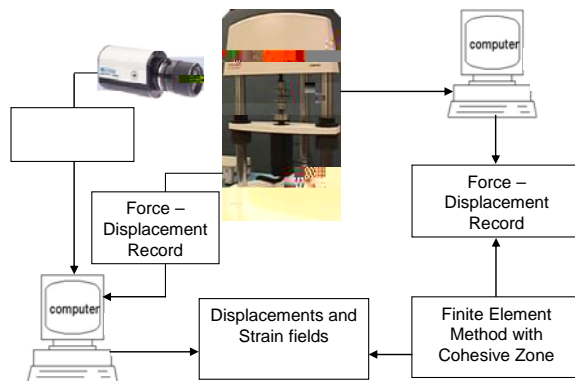 computer
Force –
Displacement
Record
Force –
Displacement
Record
computer
Displacements and
Strain fields
Finite Element
Method with
Cohesive Zone